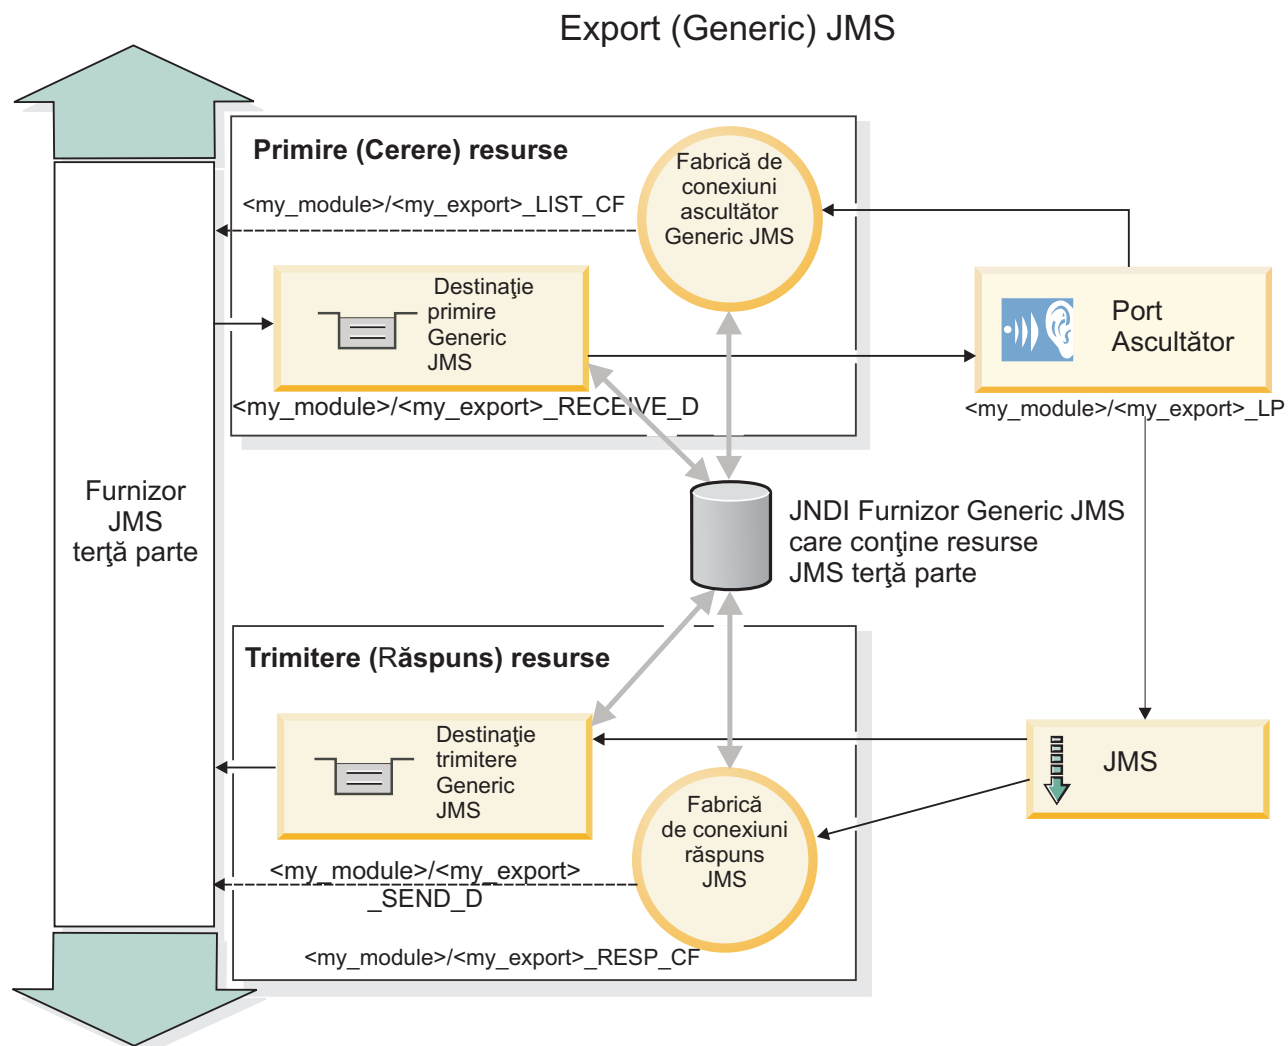 Export (Generic) JMS
Primire (Cerere) resurse
<my_module>/<my_export>_LIST_CF
Fabrică de
conexiuni
ascultător
Generic JMS
Destinaţie
primire
Generic
JMS
<my_module>/<my_export>_RECEIVE_D
Port
Ascultător
<my_module>/<my_export>_LP
Furnizor
JMS
terţă parte
JNDI Furnizor Generic JMS
care conţine resurse
JMS terţă parte
Trimitere (Răspuns) resurse
Destinaţie
trimitere
Generic
JMS
JMS
Fabrică
de conexiuni
răspuns
JMS
<my_module>/<my_export>
_SEND_D
<my_module>/<my_export>_RESP_CF